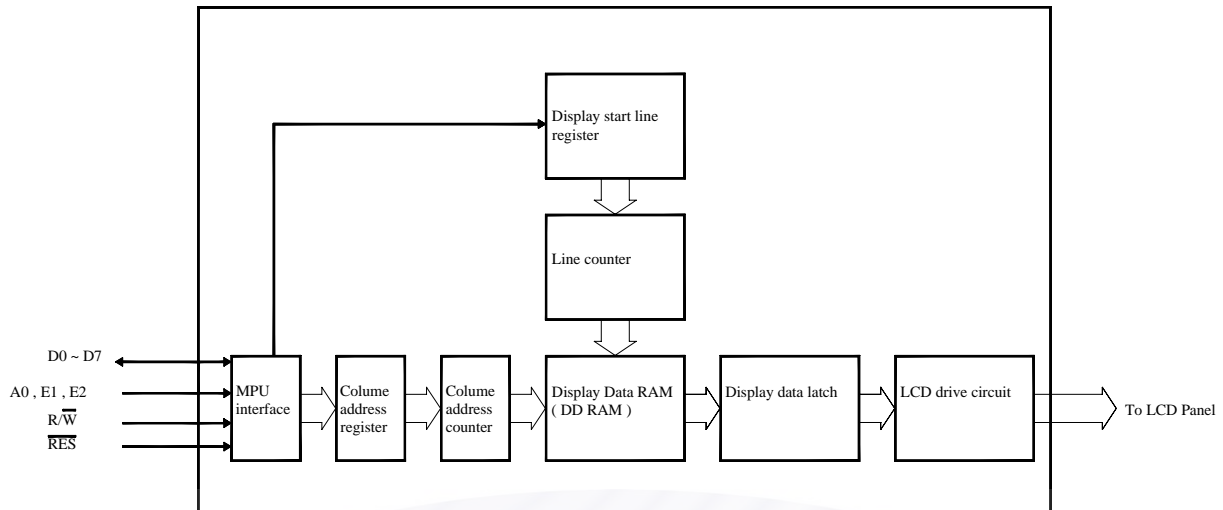 Display start line
register
Line counter
D0 ~ D7
A0 , E1 , E2
R/W̅
R̅E̅S̅
MPU
interface
Colume
address
register
Colume
address
counter
Display Data RAM
( DD RAM )
Display data latch
LCD drive circuit
To LCD Panel